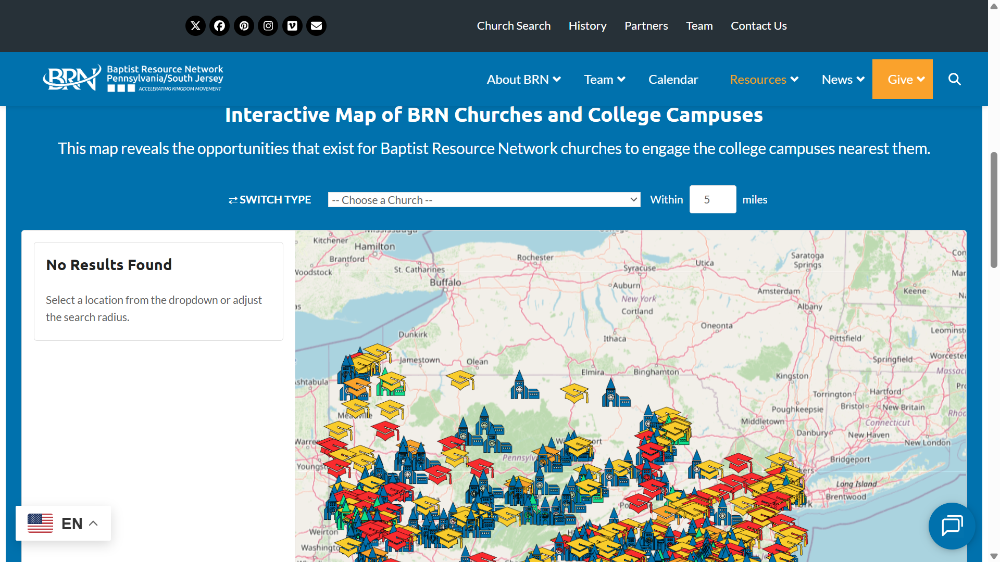 Church Search History Partners Team Contact Us
BRN
Baptist Resource Network
Pennsylvania/South Jersey
ACCELERATING KINGDOM MOVEMENT
About BRN Team Calendar Resources News Give
Interactive Map of BRN Churches and College Campuses
This map reveals the opportunities that exist for Baptist Resource Network churches to engage the college campuses nearest them.
⇄ SWITCH TYPE -- Choose a Church -- Within 5 miles
No Results Found
Select a location from the dropdown or adjust
the search radius.
Mississauga
Kitchener
Hamilton
Brantford
Woodstock
St. Catharines
Rochester
Syracuse
Utica
Saratoga
Springs
Buffalo
Auburn
Amsterdam
Keene
New York
Cortland
Albany
Oneonta
Leominst
Dunkirk
Ithaca
Pittsfield
Jamestown
Olean
Springfield
Worcester
Elmira
Binghamton
Kingston
Massac
shtabula
Torrington
Hartford
Poughkeepsie
Bristol
New Britain
Meadville
Middletown
Connecticut
Danbury
New Haven
New London
Warre
Pennsylv
Bridgeport
Youngst
kers
Long Island
Brentwood
Weirton
Washingto
EN